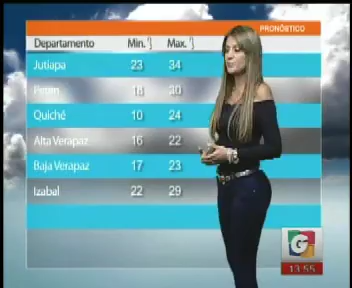 PRONÓSTICO
Departamento Min. Max.
Jutiapa 23 34
Peten 18 30
Quiché 10 24
Alta Verapaz 16 22
Baja Verapaz 17 23
Izabal 22 29
G
13:55